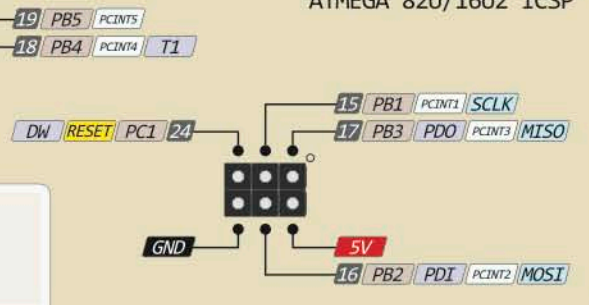 ATMEGA 8U0/16U2 ICSP
19 PB5 PCINT5
18 PB4 PCINT4 T1
15 PB1 PCINT1 SCLK
DW RESET PC1 24
17 PB3 PDO PCINT3 MISO
GND
5V
16 PB2 PDI PCINT2 MOSI